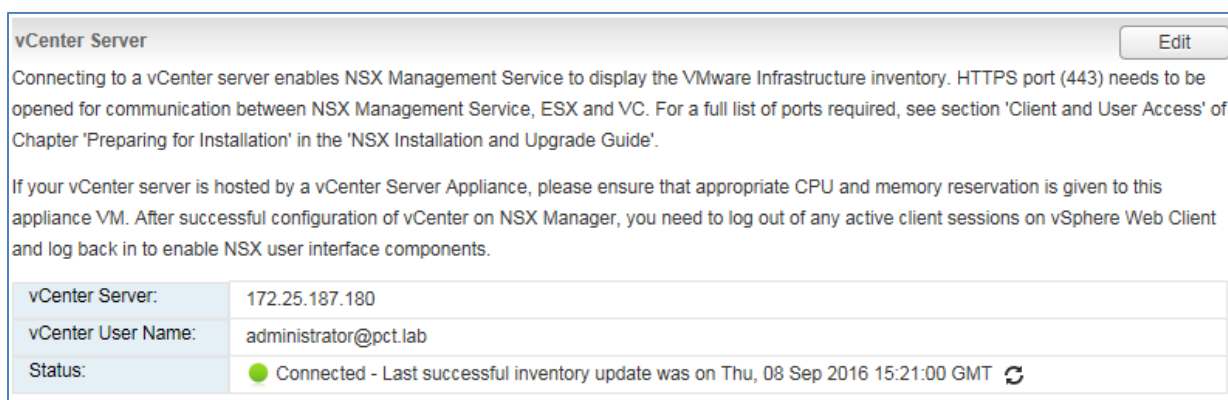 vCenter Server
Edit
Connecting to a vCenter server enables NSX Management Service to display the VMware Infrastructure inventory. HTTPS port (443) needs to be
opened for communication between NSX Management Service, ESX and VC. For a full list of ports required, see section 'Client and User Access' of
Chapter 'Preparing for Installation' in the 'NSX Installation and Upgrade Guide'.
If your vCenter server is hosted by a vCenter Server Appliance, please ensure that appropriate CPU and memory reservation is given to this
appliance VM. After successful configuration of vCenter on NSX Manager, you need to log out of any active client sessions on vSphere Web Client
and log back in to enable NSX user interface components.
vCenter Server: 172.25.187.180
vCenter User Name: administrator@pct.lab
Status: Connected - Last successful inventory update was on Thu, 08 Sep 2016 15:21:00 GMT